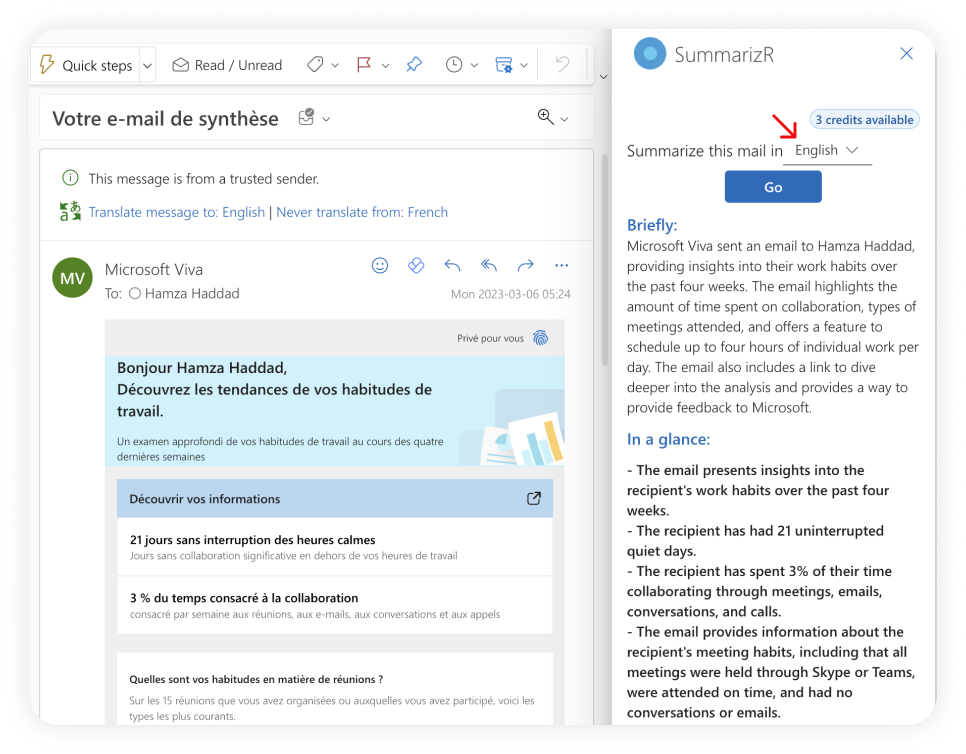 Quick steps
Read / Unread
Votre e-mail de synthèse
This message is from a trusted sender.
Translate message to: English | Never translate from: French
MV
Microsoft Viva
To: Hamza Haddad
Mon 2023-03-06 05:24
Privé pour vous
Bonjour Hamza Haddad,
Découvrez les tendances de vos habitudes de
travail.
Un examen approfondi de vos habitudes de travail au cours des quatre
dernières semaines
Découvrir vos informations
21 jours sans interruption des heures calmes
Jours sans collaboration significative en dehors de vos heures de travail
3 % du temps consacré à la collaboration
consacré par semaine aux réunions, aux e-mails, aux conversations et aux appels
Quelles sont vos habitudes en matière de réunions ?
Sur les 15 réunions que vous avez organisées ou auxquelles vous avez participé, voici les
types les plus courants.
SummarizR
3 credits available
Summarize this mail in English
Go
Briefly:
Microsoft Viva sent an email to Hamza Haddad,
providing insights into their work habits over
the past four weeks. The email highlights the
amount of time spent on collaboration, types of
meetings attended, and offers a feature to
schedule up to four hours of individual work per
day. The email also includes a link to dive
deeper into the analysis and provides a way to
provide feedback to Microsoft.
In a glance:
- The email presents insights into the
recipient's work habits over the past four
weeks.
- The recipient has had 21 uninterrupted
quiet days.
- The recipient has spent 3% of their time
collaborating through meetings, emails,
conversations, and calls.
- The email provides information about the
recipient's meeting habits, including that all
meetings were held through Skype or Teams,
were attended on time, and had no
conversations or emails.